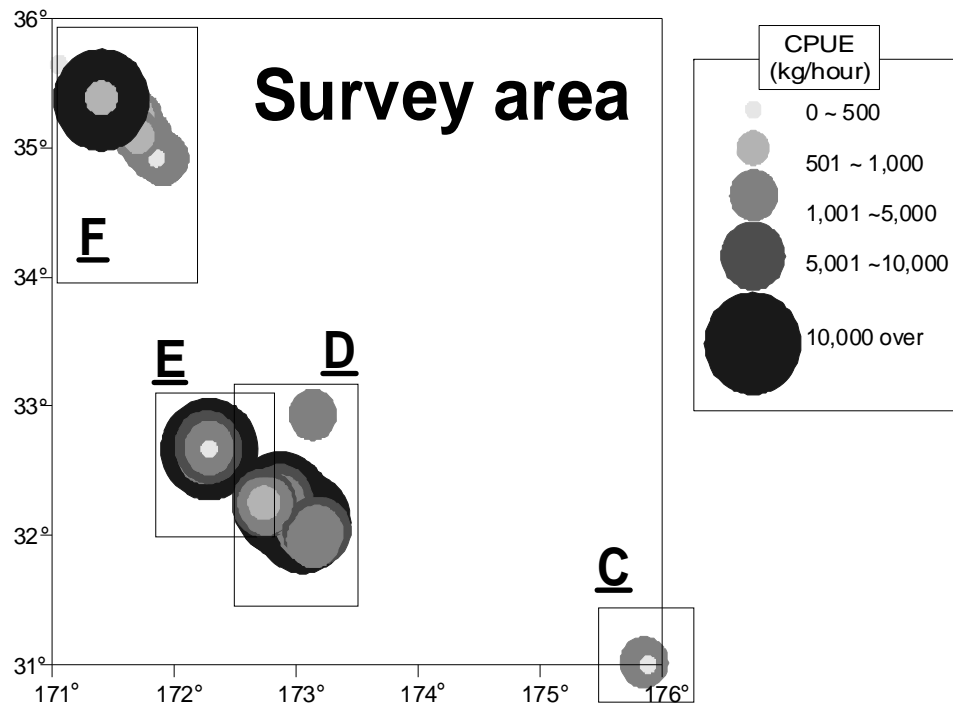 36°
Survey area
35°
F
34°
E
D
33°
32°
C
31°
171°
172°
173°
174°
175°
176°
CPUE
(kg/hour)
0 ~ 500
501 ~ 1,000
1,001 ~5,000
5,001 ~10,000
10,000 over